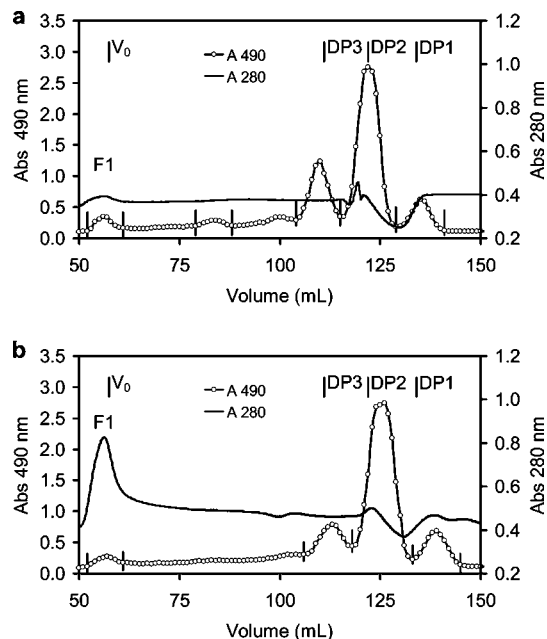 a
3.5 V₀ DP3 DP2 DP1 1.2
3.0 A 490 1.0
2.5 A 280
2.0 0.8
1.5 F1 0.6
1.0 0.4
0.5
0.0 0.2
Abs 490 nm
Abs 280 nm
50 75 100 125 150
Volume (mL)
b
3.5 V₀ DP3 DP2 DP1 1.2
3.0 A 490 1.0
2.5 F1 A 280
2.0 0.8
1.5 0.6
1.0 0.4
0.5
0.0 0.2
Abs 490 nm
Abs 280 nm
50 75 100 125 150
Volume (mL)